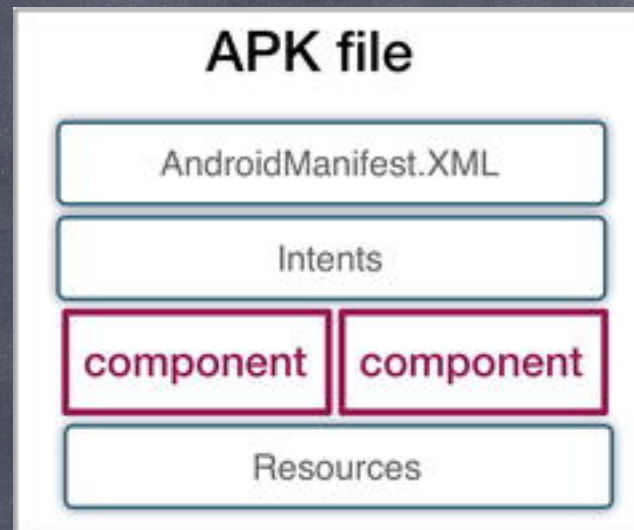 APK file
AndroidManifest.XML
Intents
component component
Resources